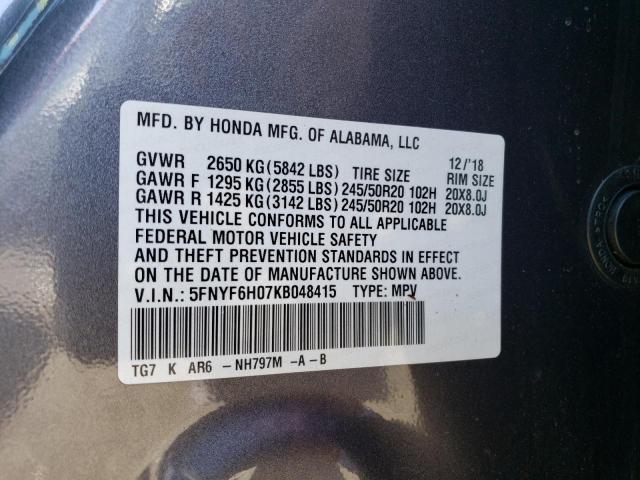 MFD. BY HONDA MFG. OF ALABAMA, LLC
GVWR 2650 KG(5842 LBS) TIRE SIZE 12/'18 RIM SIZE
GAWR F 1295 KG(2855 LBS) 245/50R20 102H 20X8.0J
GAWR R 1425 KG(3142 LBS) 245/50R20 102H 20X8.0J
THIS VEHICLE CONFORMS TO ALL APPLICABLE
FEDERAL MOTOR VEHICLE SAFETY
AND THEFT PREVENTION STANDARDS IN EFFECT
ON THE DATE OF MANUFACTURE SHOWN ABOVE.
V.I.N.: 5FNYF6H07KB048415 TYPE: MPV
TG7 K AR6 -NH797M -A-B